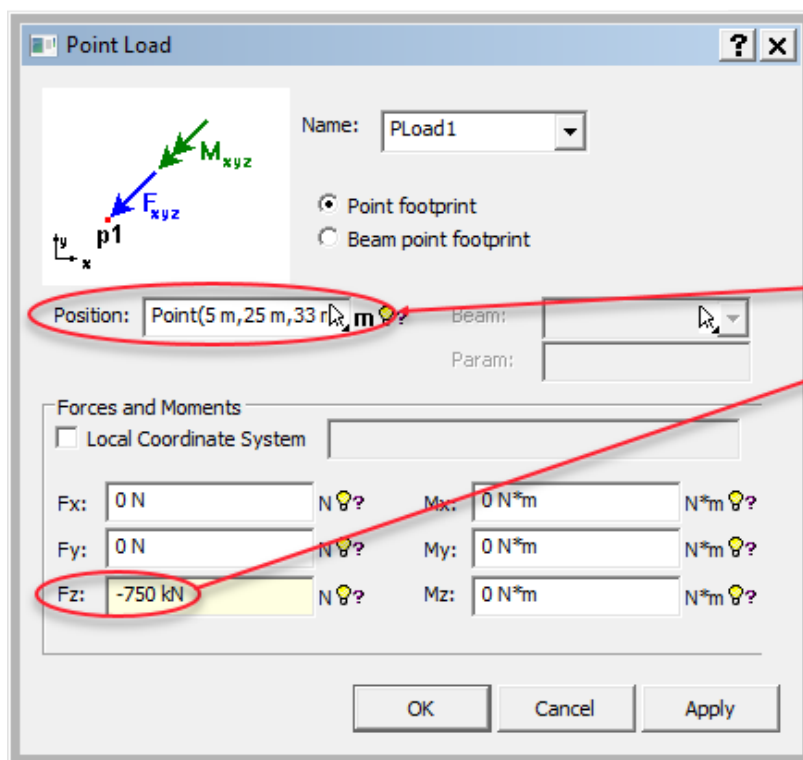 Point Load
? ×
Name: PLoad1
Mxyz
Fxyz
p1
y
x
Point footprint
Beam point footprint
Position: Point(5 m,25 m,33 m ?
Beam:
Param:
Forces and Moments
Local Coordinate System
Fx: 0 N N ? Mx: 0 N*m N*m ?
Fy: 0 N N ? My: 0 N*m N*m ?
Fz: -750 kN N ? Mz: 0 N*m N*m ?
OK Cancel Apply